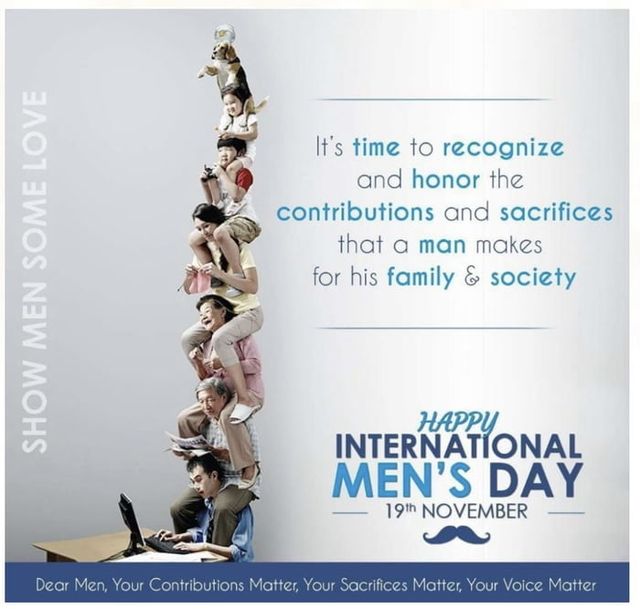 SHOW MEN SOME LOVE
It's time to recognize
and honor the
contributions and sacrifices
that a man makes
for his family & society
HAPPY
INTERNATIONAL
MEN'S DAY
19th NOVEMBER
Dear Men, Your Contributions Matter, Your Sacrifices Matter, Your Voice Matter